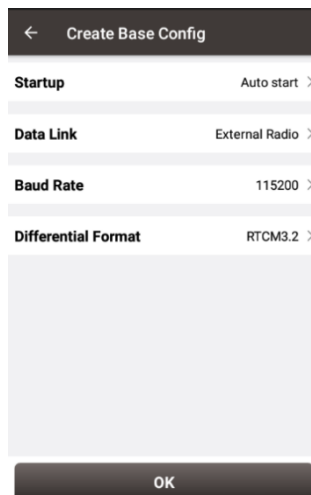 Create Base Config
Startup Auto start
Data Link External Radio
Baud Rate 115200
Differential Format RTCM3.2
OK